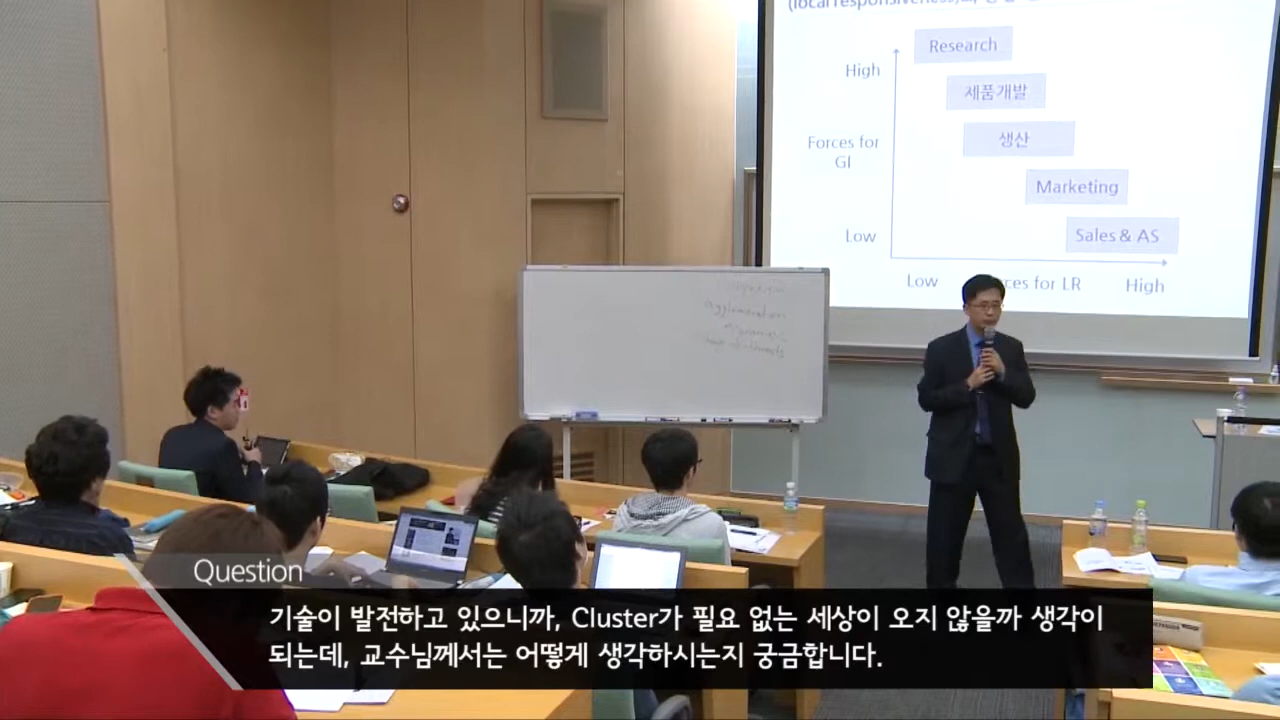 (local responsiveness)
Research
High
제품개발
Forces for
GI
생산
Marketing
Low
Sales & AS
Low
ces for LR
High
Agglomeration
Question
기술이 발전하고 있으니까, Cluster가 필요 없는 세상이 오지 않을까 생각이
되는데, 교수님께서는 어떻게 생각하시는지 궁금합니다.